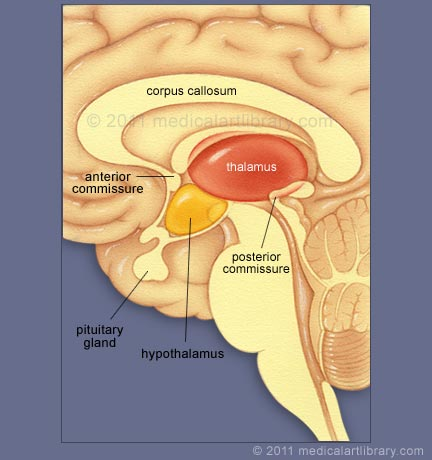 corpus callosum
© 2011 medicalartlibrary.com
thalamus
anterior
commissure
posterior
commissure
pituitary
gland
hypothalamus
© 2011 medicalartlibrary.com